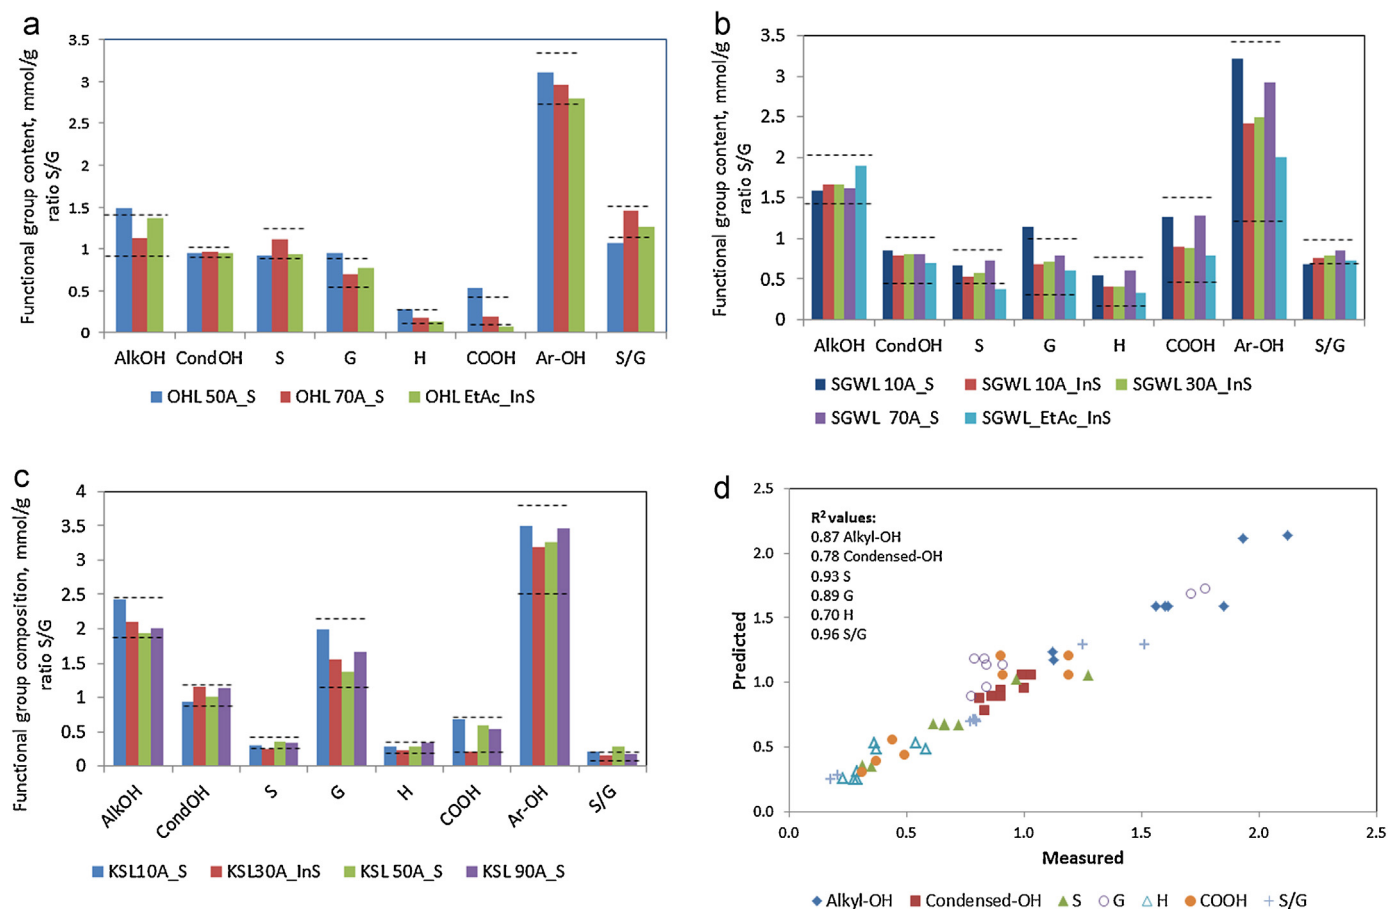 a
Functional group content, mmol/g
ratio S/G
3.5
3
2.5
2
1.5
1
0.5
0
AlkOH CondOH S G H COOH Ar-OH S/G
OHL 50A_S OHL 70A_S OHL EtAc_InS
b
Functional group content, mmol/g
ratio S/G
3.5
3
2.5
2
1.5
1
0.5
0
AlkOH CondOH S G H COOH Ar-OH S/G
SGWL 10A_S SGWL 10A_InS SGWL 30A_InS
SGWL 70A_S SGWL_EtAc_InS
c
Functional group composition, mmol/g
ratio S/G
4
3.5
3
2.5
2
1.5
1
0.5
0
AlkOH CondOH S G H COOH Ar-OH S/G
KSL10A_S KSL30A_InS KSL 50A_S KSL 90A_S
d
Predicted
2.5
2.0
1.5
1.0
0.5
0.0
R² values:
0.87 Alkyl-OH
0.78 Condensed-OH
0.93 S
0.89 G
0.70 H
0.96 S/G
0.0 0.5 1.0 1.5 2.0 2.5
Measured
Alkyl-OH Condensed-OH S G H COOH S/G